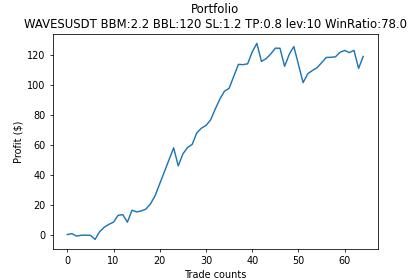 Portfolio
WAVESUSDT BBM:2.2 BBL:120 SL:1.2 TP:0.8 lev:10 WinRatio:78.0
120
100
80
60
40
20
0
Profit ($)
0 10 20 30 40 50 60
Trade counts